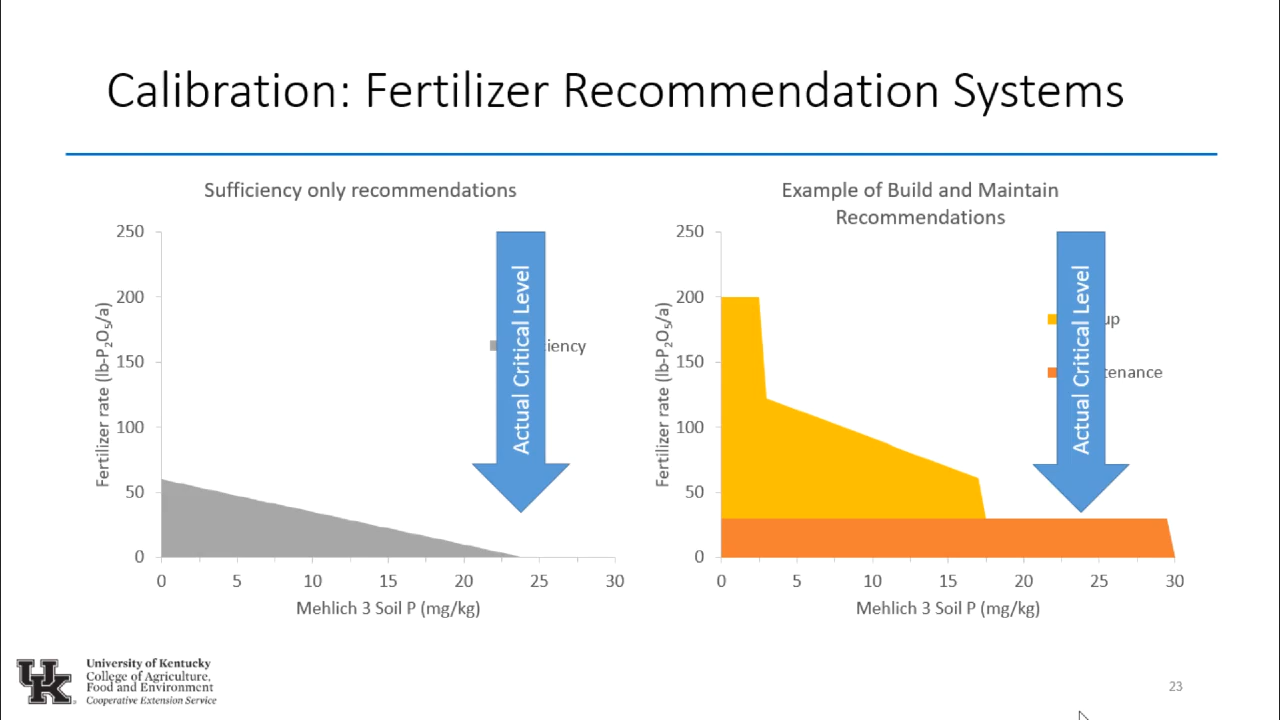 Calibration: Fertilizer Recommendation Systems
Sufficiency only recommendations
250
200
150
100
50
0
Fertilizer rate (lb-P₂O₅/a)
Actual Critical Level
iency
0 5 10 15 20 25 30
Mehlich 3 Soil P (mg/kg)
Example of Build and Maintain
Recommendations
250
200
150
100
50
0
Fertilizer rate (lb-P₂O₅/a)
Actual Critical Level
up
tenance
0 5 10 15 20 25 30
Mehlich 3 Soil P (mg/kg)
UK
University of Kentucky
College of Agriculture,
Food and Environment
Cooperative Extension Service
23